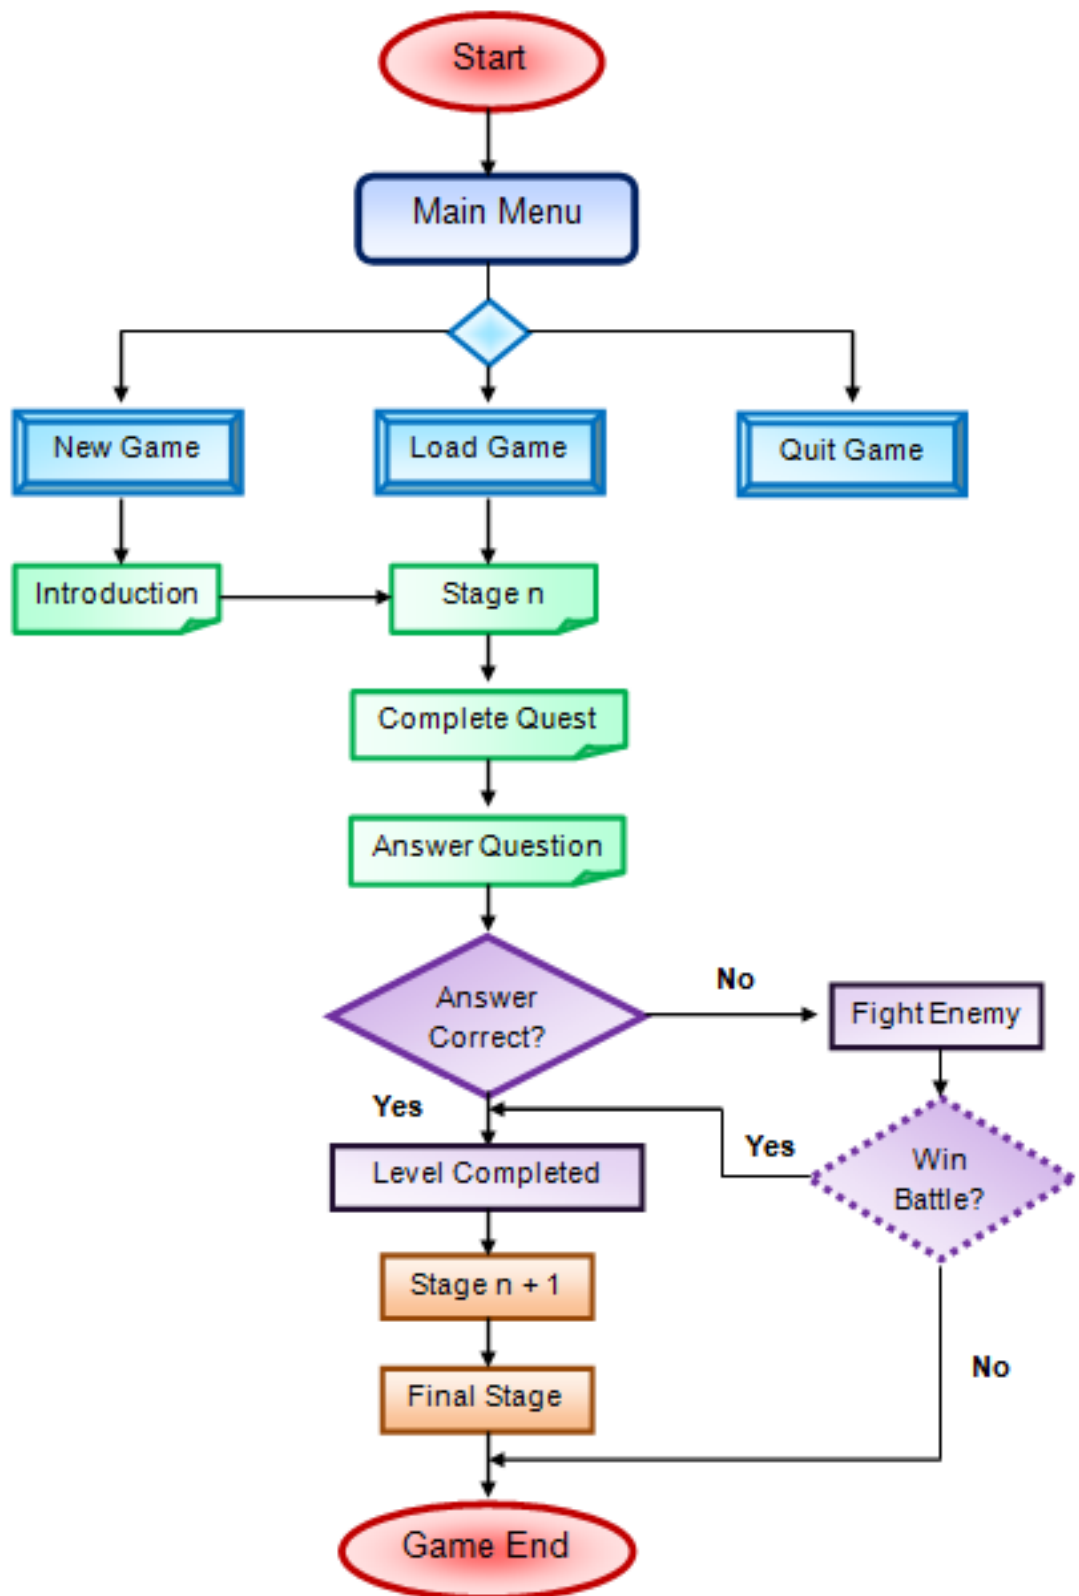 Start
Main Menu
New Game
Load Game
Quit Game
Introduction
Stage n
Complete Quest
Answer Question
Answer
Correct?
No
Fight Enemy
Yes
Yes
Win
Battle?
Level Completed
Stage n + 1
No
Final Stage
Game End